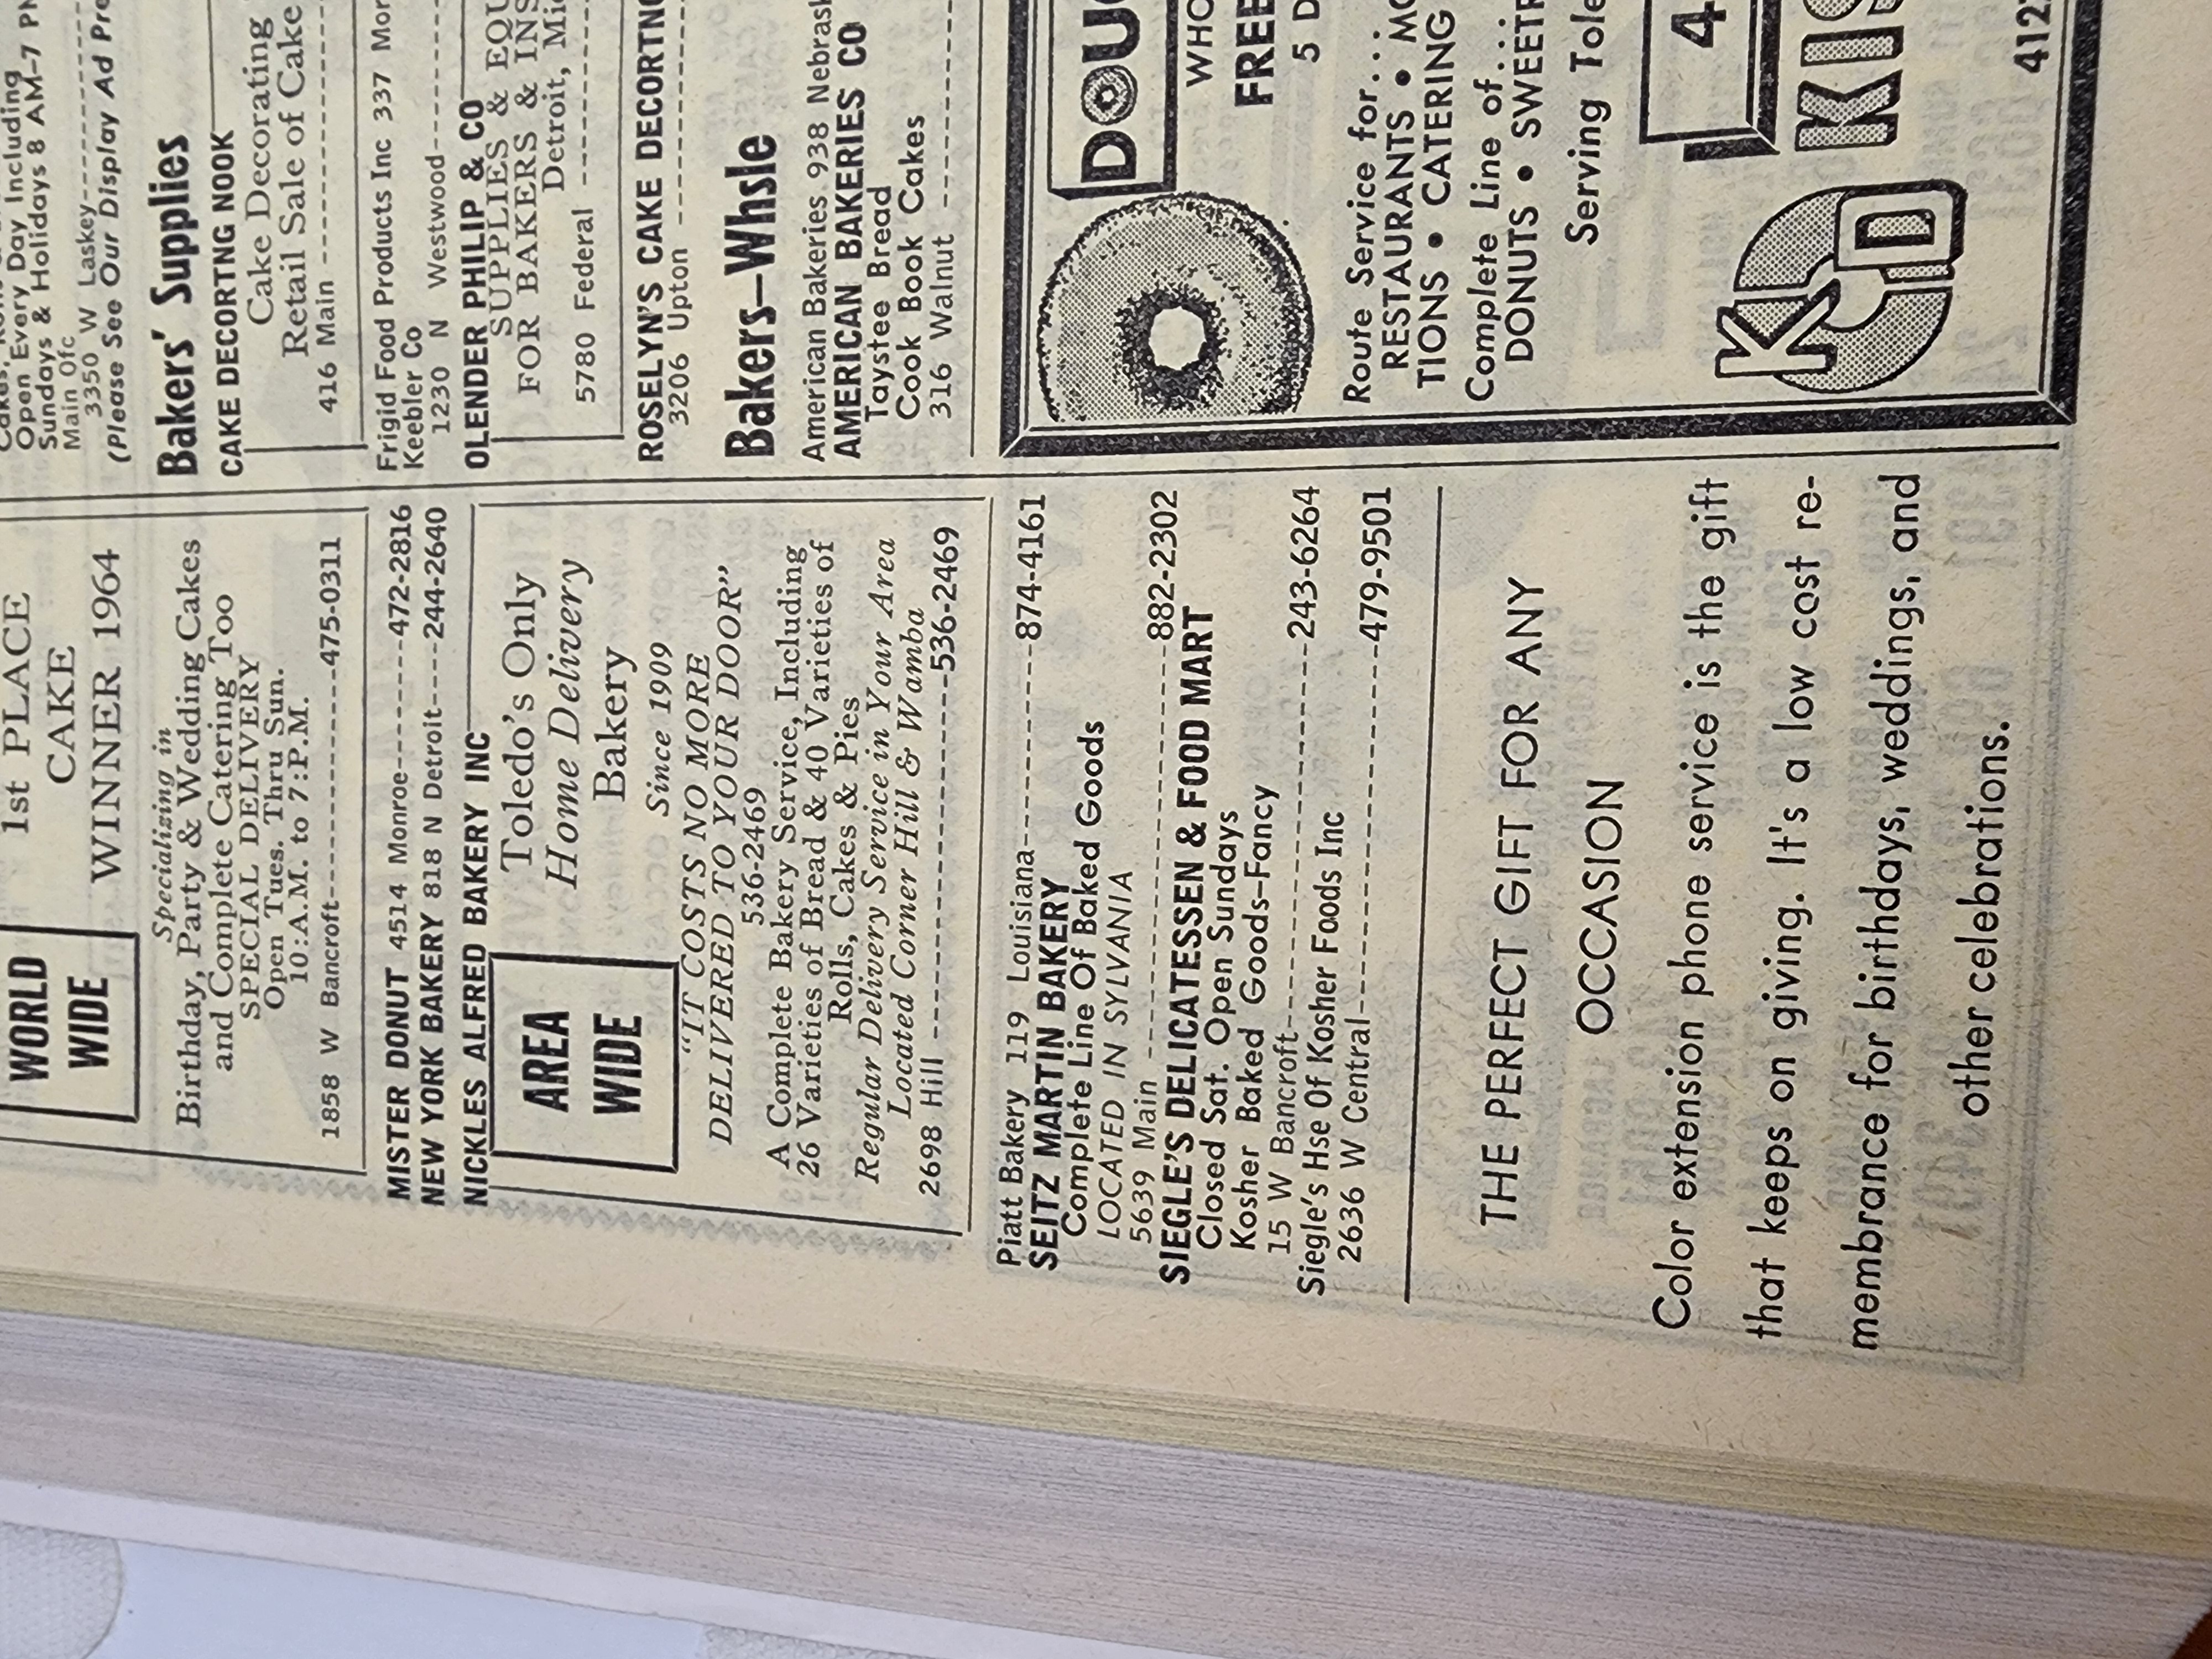 1st PLACE
CAKE
WINNER 1964
WORLD
WIDE
Specializing in
Birthday, Party & Wedding Cakes
and Complete Catering Too
SPECIAL DELIVERY
Open Tues. Thru Sun.
10:A.M. to 7:P.M.
1858 W Bancroft-----------475-0311
MISTER DONUT 4514 Monroe-------472-2816
NEW YORK BAKERY 818 N Detroit----244-2640
NICKLES ALFRED BAKERY INC
Toledo's Only
Home Delivery
Bakery
Since 1909
AREA
WIDE
"IT COSTS NO MORE
DELIVERED TO YOUR DOOR"
536-2469
A Complete Bakery Service, Including
26 Varieties of Bread & 40 Varieties of
Rolls, Cakes & Pies
Regular Delivery Service in Your Area
Located Corner Hill & Wamba
2698 Hill --------------------536-2469
Piatt Bakery 119 Louisiana-----------874-4161
SEITZ MARTIN BAKERY
Complete Line Of Baked Goods
LOCATED IN SYLVANIA
5639 Main ----------------------882-2302
SIEGLE'S DELICATESSEN & FOOD MART
Closed Sat. Open Sundays
Kosher Baked Goods-Fancy
15 W Bancroft---------------------243-6264
Siegle's Hse Of Kosher Foods Inc
2636 W Central--------------------479-9501
THE PERFECT GIFT FOR ANY
OCCASION
Color extension phone service is the gift
that keeps on giving. It's a low cost re-
membrance for birthdays, weddings, and
other celebrations.
Open Every Day Including
Sundays & Holidays 8 AM-7 PM
Main Ofc
3350 W Laskey
(Please See Our Display Ad
Bakers' Supplies
CAKE DECORTNG NOOK
Cake Decorating
Retail Sale of Cake
416 Main
Frigid Food Products Inc 337
Keebler Co
1230 N Westwood
OLENDER PHILIP & CO
SUPPLIES &
FOR BAKERS &
Detroit,
5780 Federal
ROSELYN'S CAKE DECORTNG
3206 Upton
Bakers-Whsle
American Bakeries 938
AMERICAN BAKERIES CO
Taystee Bread
Cook Book Cakes
316 Walnut
FREE
5
Route Service for...
RESTAURANTS •
TIONS • CATERING
Complete Line of...
DONUTS •
Serving
4
KD
412